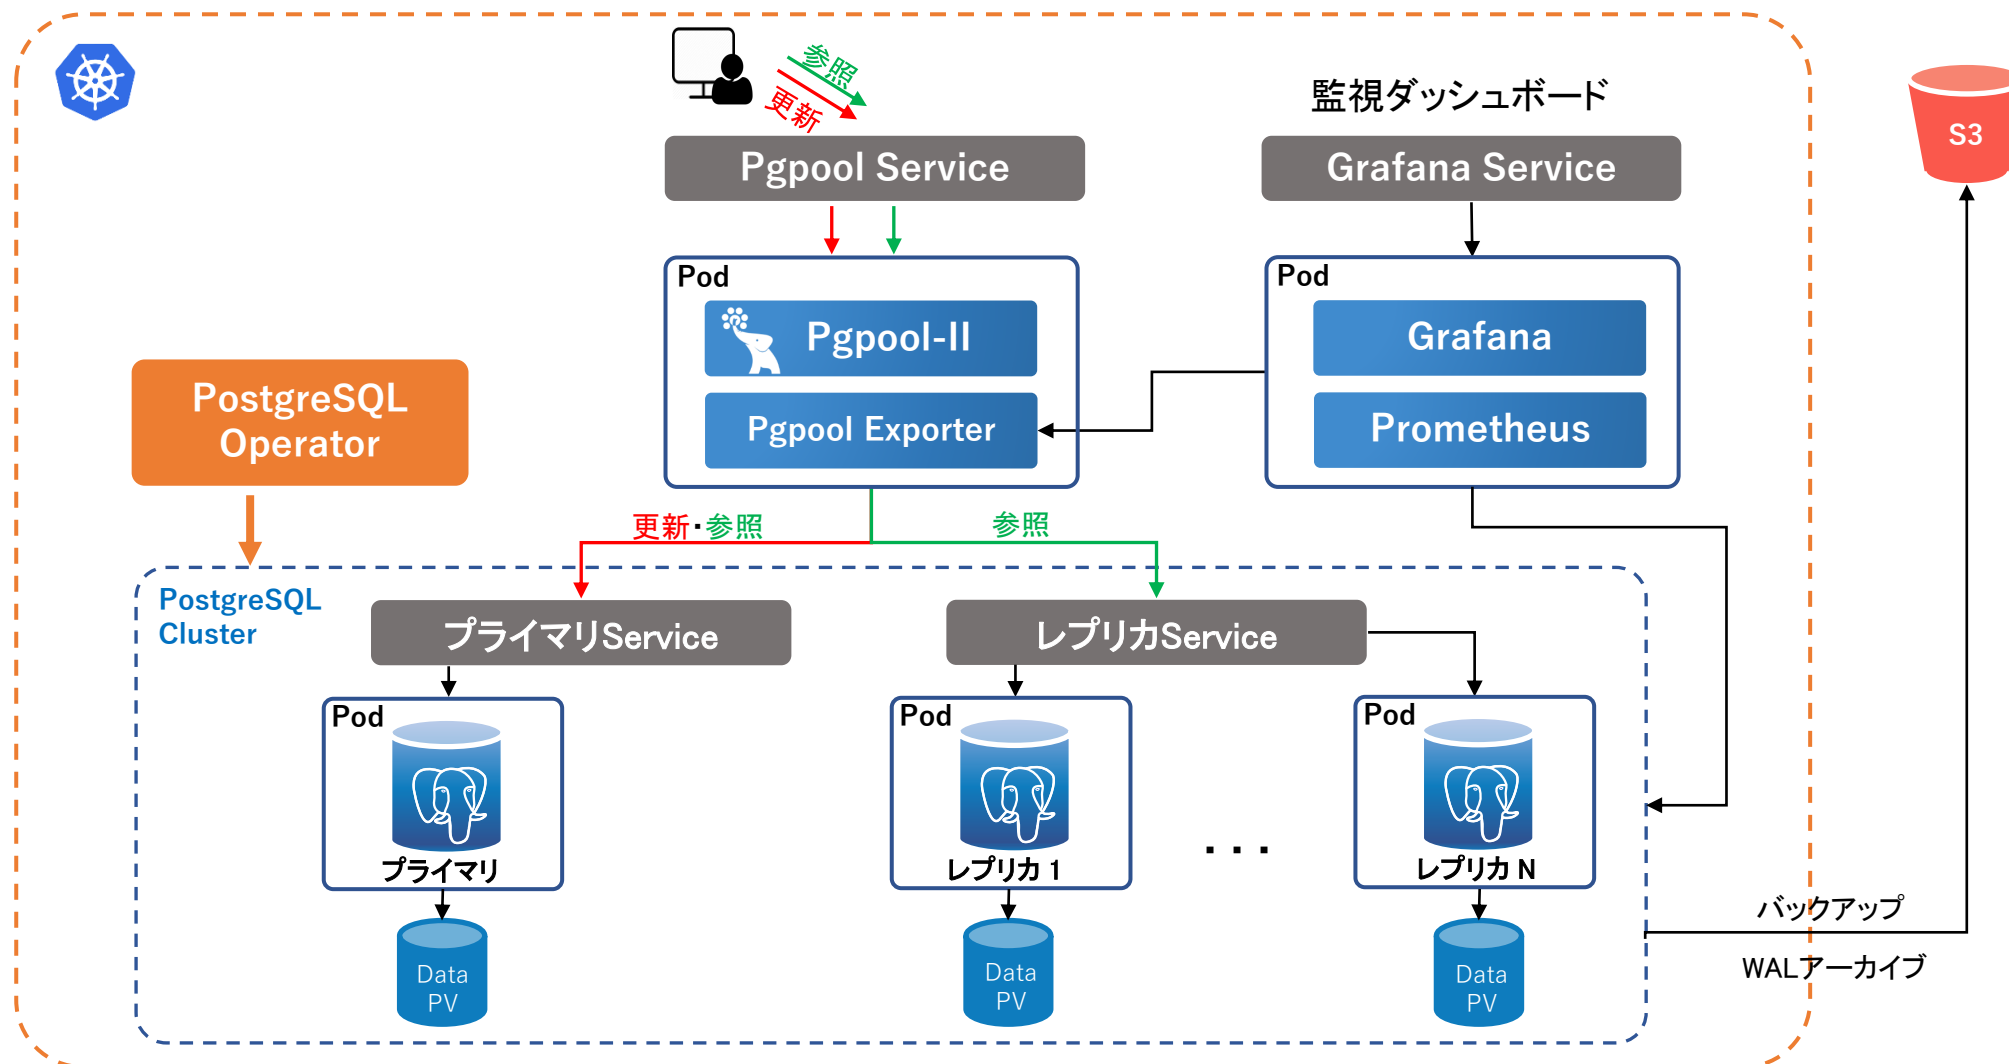 参照
更新
監視ダッシュボード
S3
Pgpool Service
Grafana Service
Pod
Pgpool-II
Pgpool Exporter
Pod
Grafana
Prometheus
PostgreSQL
Operator
更新・参照
参照
PostgreSQL
Cluster
プライマリService
レプリカService
Pod
プライマリ
Pod
レプリカ 1
. . .
Pod
レプリカ N
Data
PV
Data
PV
Data
PV
バックアップ
WALアーカイブ